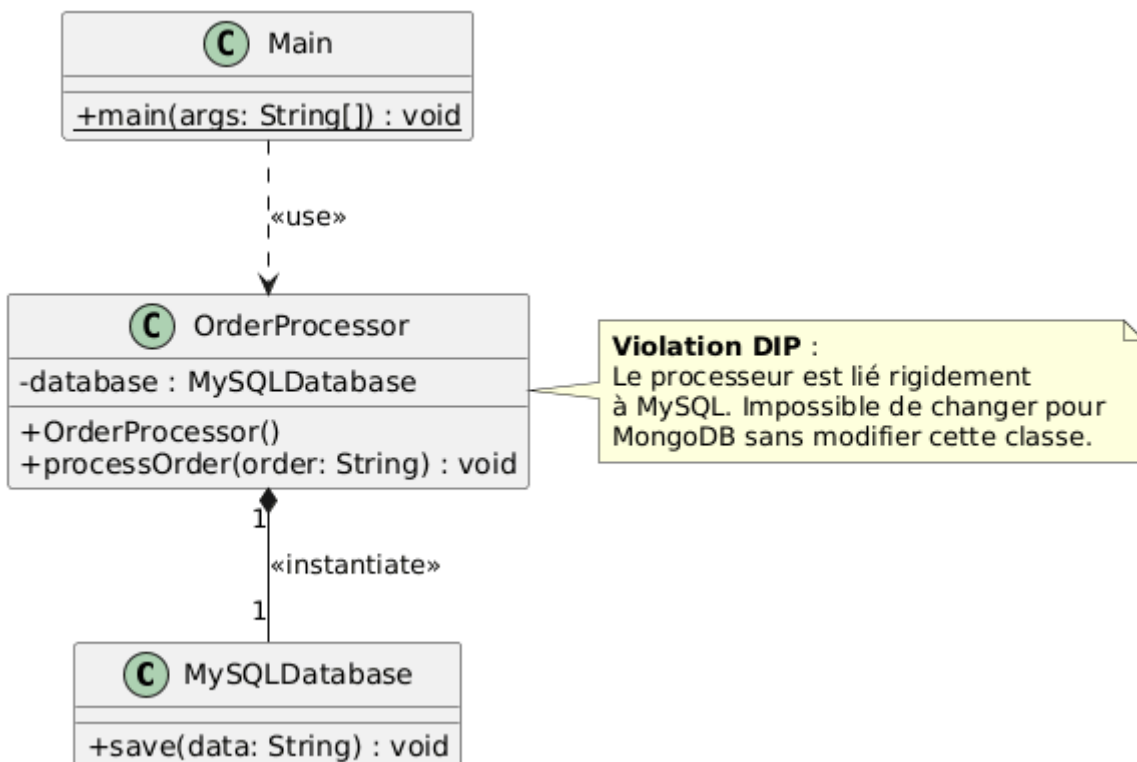 C Main
+main(args: String[]) : void
«use»
C OrderProcessor
-database : MySQLDatabase
+OrderProcessor()
+processOrder(order: String) : void
Violation DIP :
Le processeur est lié rigidement
à MySQL. Impossible de changer pour
MongoDB sans modifier cette classe.
1
«instantiate»
1
C MySQLDatabase
+save(data: String) : void